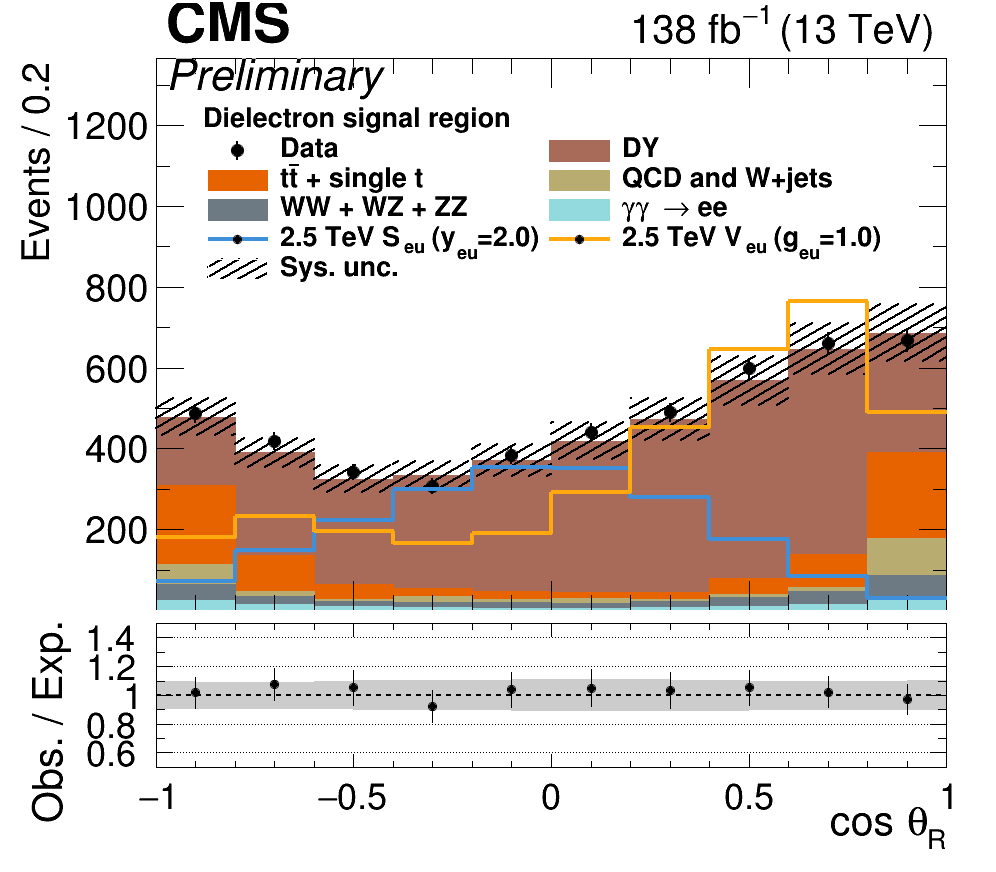 CMS 138 fb⁻¹ (13 TeV)
Preliminary
Events / 0.2
Dielectron signal region
Data DY
tt̄ + single t QCD and W+jets
WW + WZ + ZZ γγ → ee
2.5 TeV S_eu (y_eu=2.0) 2.5 TeV V_eu (g_eu=1.0)
Sys. unc.
1200
1000
800
600
400
200
Obs. / Exp.
1.4
1.2
1
0.8
0.6
−1 −0.5 0 0.5 1
cos θ_R